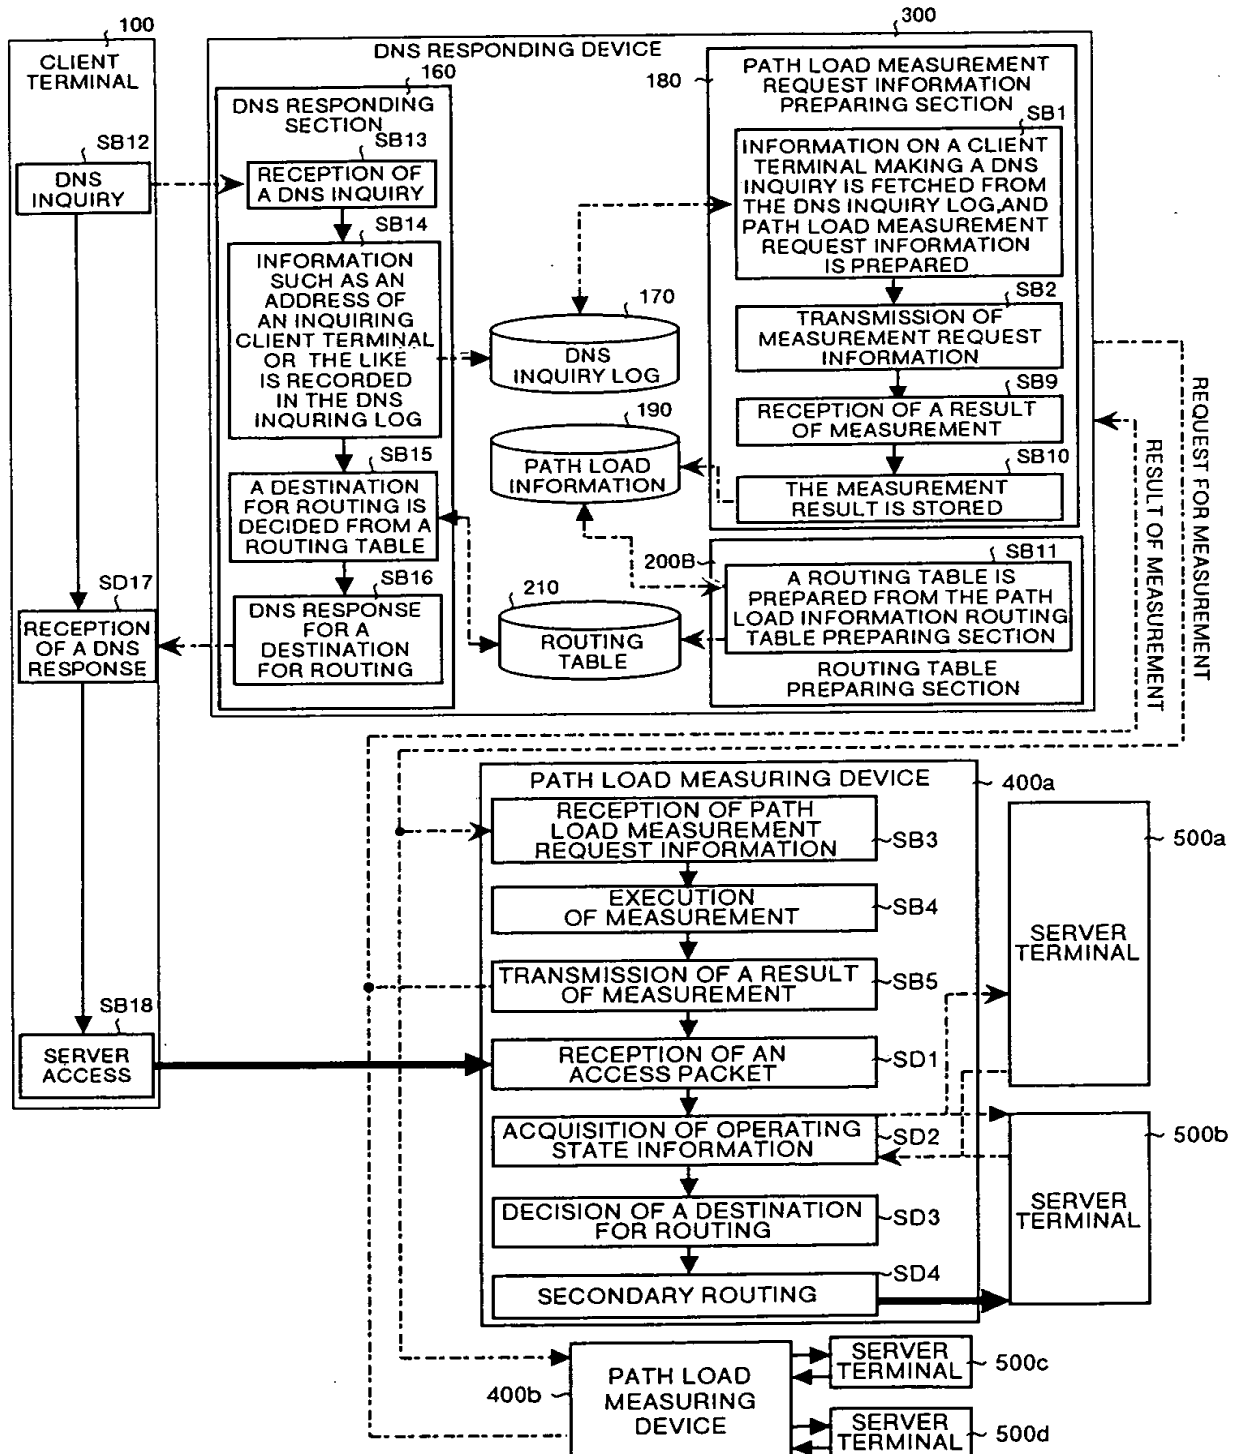 100
CLIENT
TERMINAL
SB12
DNS
INQUIRY
SD17
RECEPTION
OF A DNS
RESPONSE
SB18
SERVER
ACCESS
300
DNS RESPONDING DEVICE
160
DNS RESPONDING
SECTION
SB13
RECEPTION OF
A DNS INQUIRY
SB14
INFORMATION
SUCH AS AN
ADDRESS OF
AN INQUIRING
CLIENT TERMINAL
OR THE LIKE
IS RECORDED
IN THE DNS
INQURING LOG
SB15
A DESTINATION
FOR ROUTING IS
DECIDED FROM A
ROUTING TABLE
SB16
DNS RESPONSE
FOR A
DESTINATION
FOR ROUTING
170
DNS
INQUIRY LOG
190
PATH LOAD
INFORMATION
210
ROUTING
TABLE
180
PATH LOAD MEASUREMENT
REQUEST INFORMATION
PREPARING SECTION
SB1
INFORMATION ON A CLIENT
TERMINAL MAKING A DNS
INQUIRY IS FETCHED FROM
THE DNS INQUIRY LOG,AND
PATH LOAD MEASUREMENT
REQUEST INFORMATION
IS PREPARED
SB2
TRANSMISSION OF
MEASUREMENT REQUEST
INFORMATION
SB9
RECEPTION OF A RESULT
OF MEASUREMENT
SB10
THE MEASUREMENT
RESULT IS STORED
200B
SB11
A ROUTING TABLE IS
PREPARED FROM THE PATH
LOAD INFORMATION ROUTING
TABLE PREPARING SECTION
ROUTING TABLE
PREPARING SECTION
REQUEST FOR MEASUREMENT
RESULT OF MEASUREMENT
PATH LOAD MEASURING DEVICE
400a
RECEPTION OF PATH
LOAD MEASUREMENT
REQUEST INFORMATION
SB3
EXECUTION
OF MEASUREMENT
SB4
TRANSMISSION OF A RESULT
OF MEASUREMENT
SB5
RECEPTION OF AN
ACCESS PACKET
SD1
ACQUISITION OF OPERATING
STATE INFORMATION
SD2
DECISION OF A DESTINATION
FOR ROUTING
SD3
SECONDARY ROUTING
SD4
SERVER
TERMINAL
500a
SERVER
TERMINAL
500b
400b
PATH LOAD
MEASURING
DEVICE
SERVER
TERMINAL
500c
SERVER
TERMINAL
500d